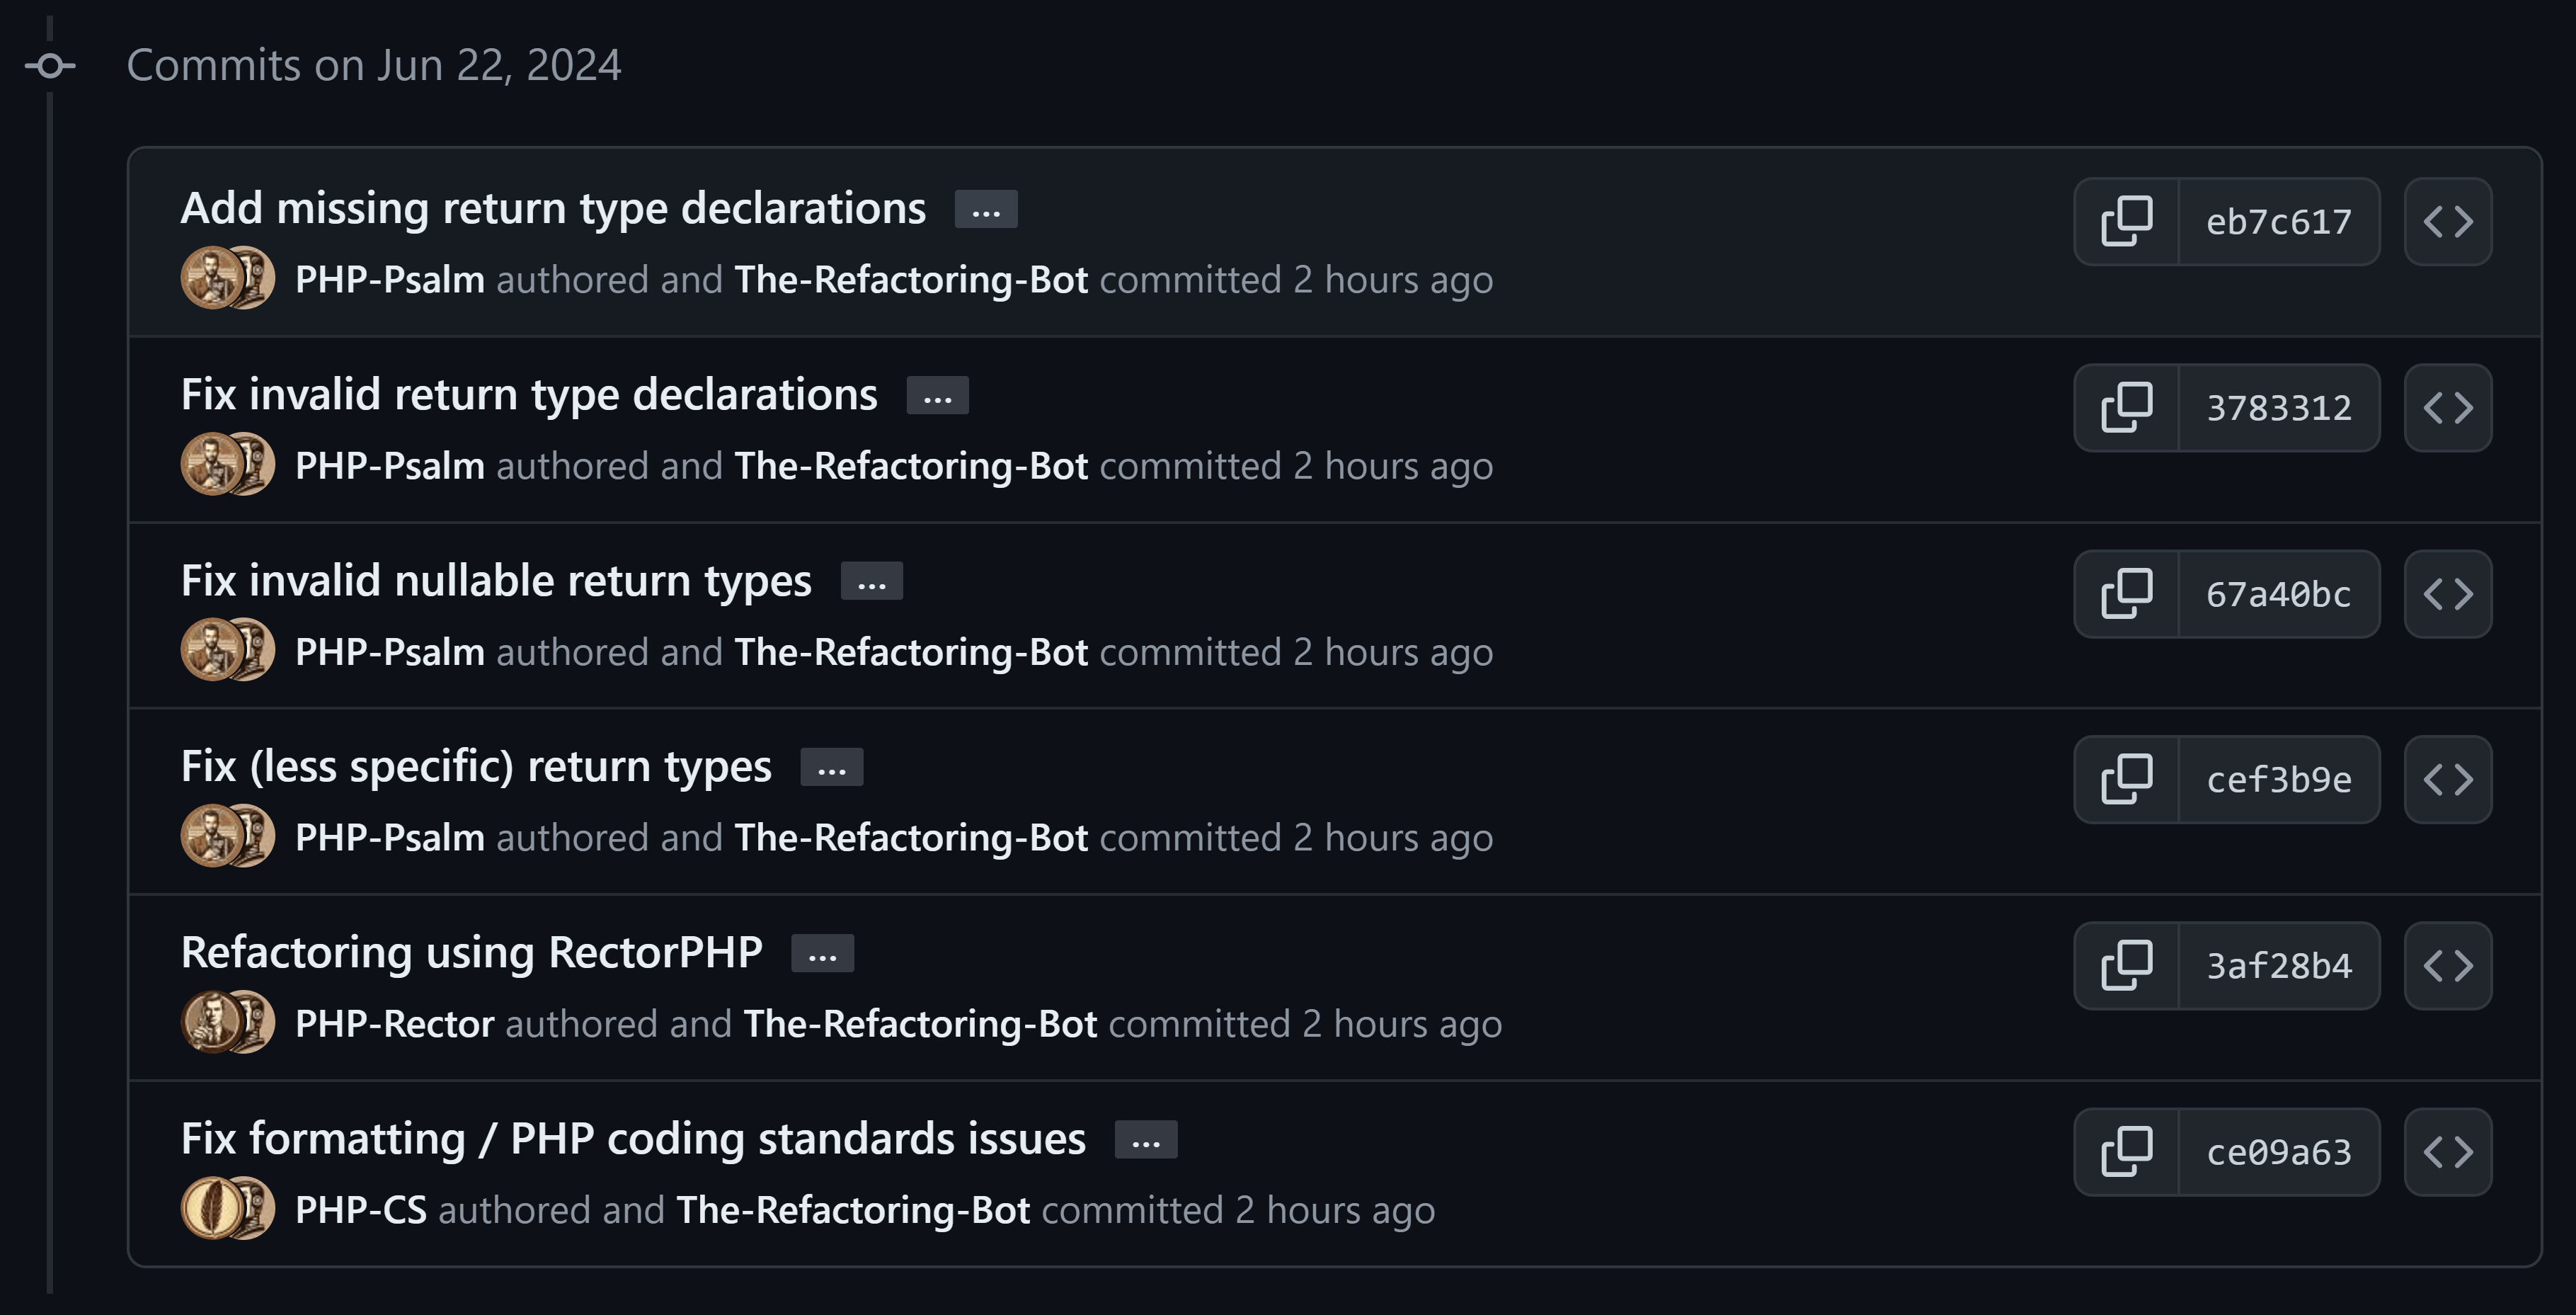 Commits on Jun 22, 2024
Add missing return type declarations ...
eb7c617
PHP-Psalm authored and The-Refactoring-Bot committed 2 hours ago
Fix invalid return type declarations ...
3783312
PHP-Psalm authored and The-Refactoring-Bot committed 2 hours ago
Fix invalid nullable return types ...
67a40bc
PHP-Psalm authored and The-Refactoring-Bot committed 2 hours ago
Fix (less specific) return types ...
cef3b9e
PHP-Psalm authored and The-Refactoring-Bot committed 2 hours ago
Refactoring using RectorPHP ...
3af28b4
PHP-Rector authored and The-Refactoring-Bot committed 2 hours ago
Fix formatting / PHP coding standards issues ...
ce09a63
PHP-CS authored and The-Refactoring-Bot committed 2 hours ago